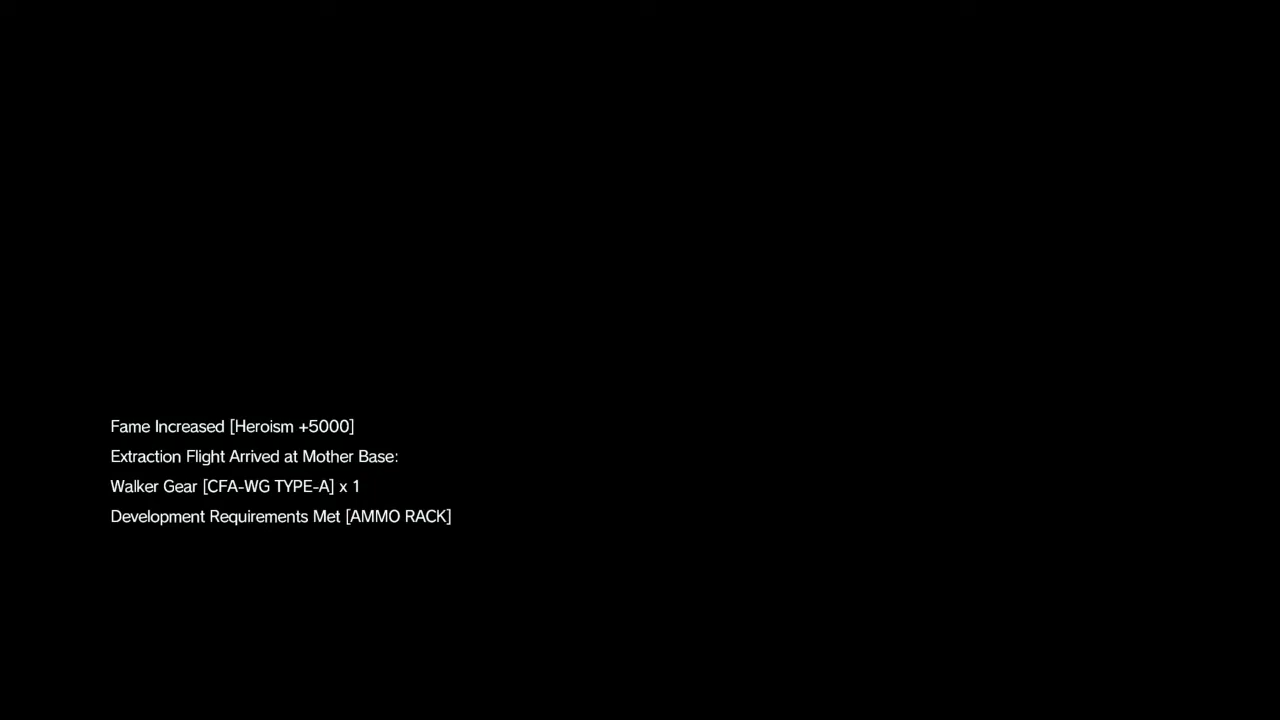 Fame Increased [Heroism +5000]
Extraction Flight Arrived at Mother Base:
Walker Gear [CFA-WG TYPE-A] x 1
Development Requirements Met [AMMO RACK]